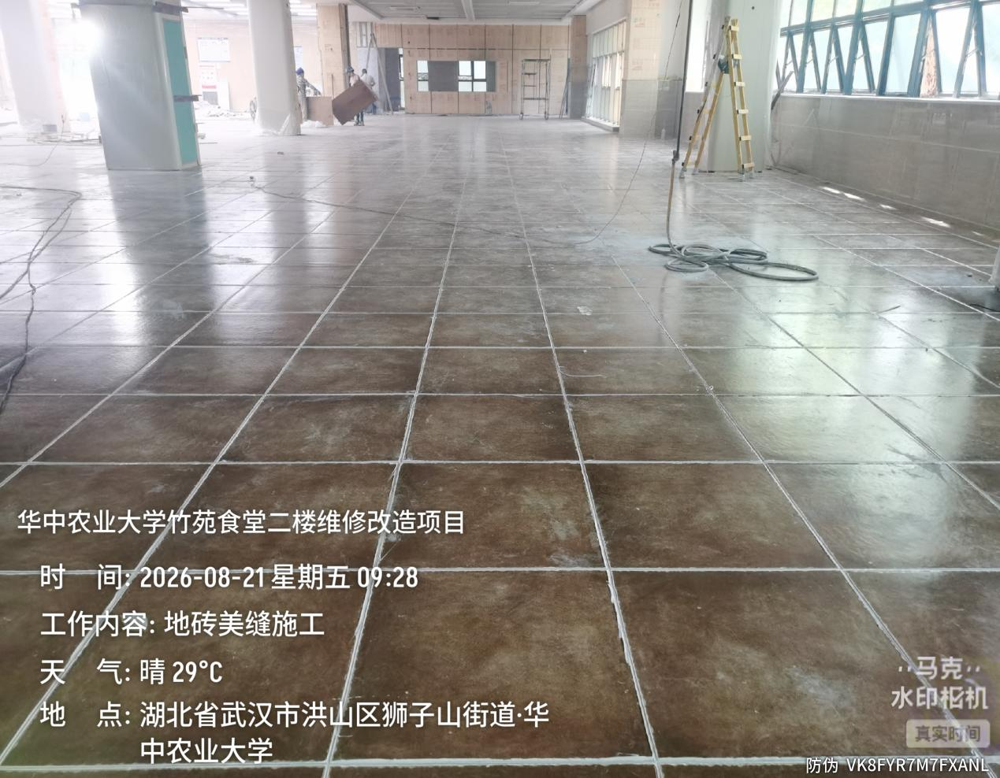 华中农业大学竹苑食堂二楼维修改造项目
时 间: 2026-08-21 星期五 09:28
工作内容: 地砖美缝施工
天 气: 晴 29°C
地 点: 湖北省武汉市洪山区狮子山街道·华
中农业大学
马克
水印相机
真实时间
防伪 VK8FYR7M7FXANL